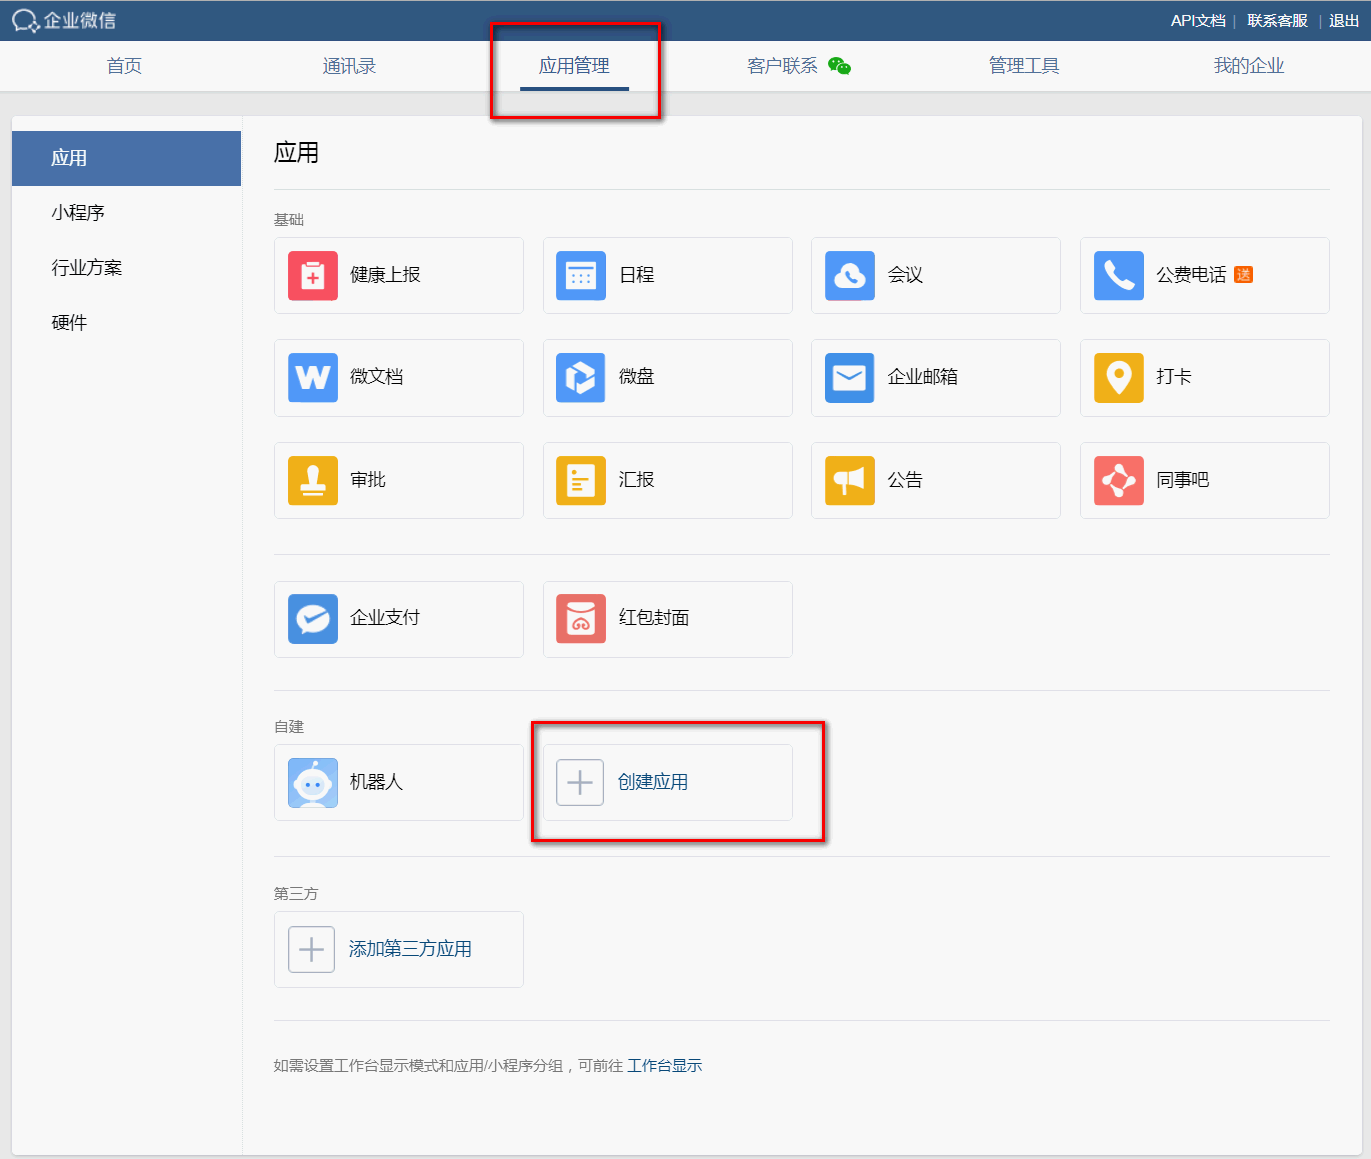 企业微信
API文档 | 联系客服 | 退出
首页 通讯录 应用管理 客户联系 管理工具 我的企业
应用
小程序
行业方案
硬件
应用
基础
健康上报 日程 会议 公费电话 送
W 微文档 微盘 企业邮箱 打卡
审批 汇报 公告 同事吧
企业支付 红包封面
自建
机器人 创建应用
第三方
添加第三方应用
如需设置工作台显示模式和应用/小程序分组，可前往 工作台显示